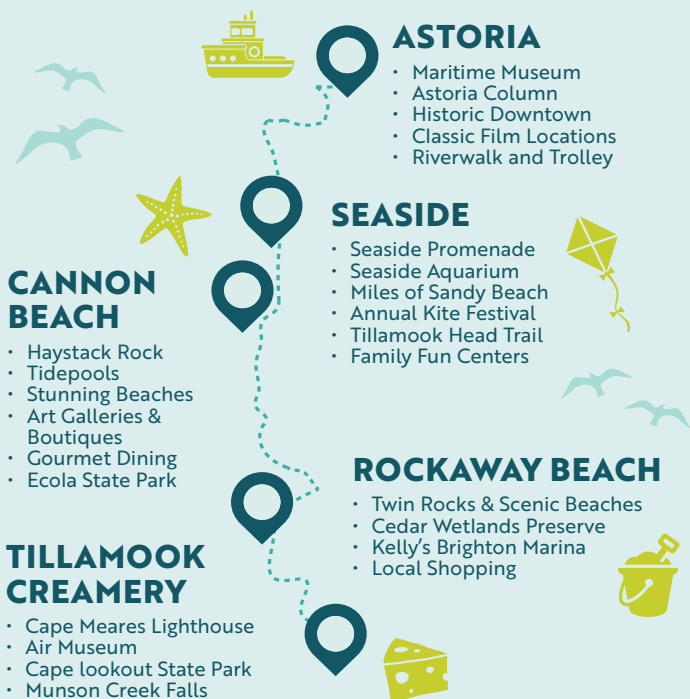 ASTORIA
• Maritime Museum
• Astoria Column
• Historic Downtown
• Classic Film Locations
• Riverwalk and Trolley
SEASIDE
• Seaside Promenade
• Seaside Aquarium
• Miles of Sandy Beach
• Annual Kite Festival
• Tillamook Head Trail
• Family Fun Centers
CANNON
BEACH
• Haystack Rock
• Tidepools
• Stunning Beaches
• Art Galleries &
Boutiques
• Gourmet Dining
• Ecola State Park
ROCKAWAY BEACH
• Twin Rocks & Scenic Beaches
• Cedar Wetlands Preserve
• Kelly’s Brighton Marina
• Local Shopping
TILLAMOOK
CREAMERY
• Cape Meares Lighthouse
• Air Museum
• Cape lookout State Park
• Munson Creek Falls